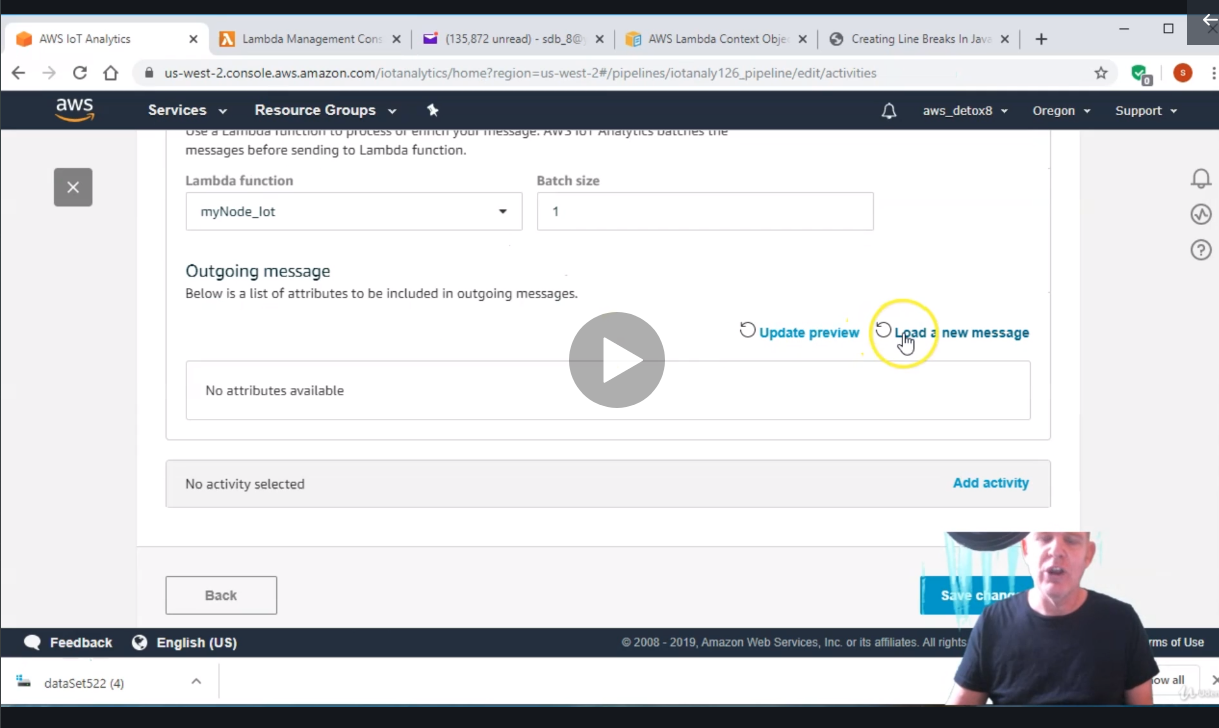 AWS IoT Analytics
Lambda Management Cons
(135,872 unread) - sdb_8@
AWS Lambda Context Obje
Creating Line Breaks In Java
us-west-2.console.aws.amazon.com/iotanalytics/home?region=us-west-2#/pipelines/iotanaly126_pipeline/edit/activities
0
S
aws
Services
Resource Groups
aws_detox8
Oregon
Support
Use a Lambda function to process or enrich your message. AWS IoT Analytics batches the
messages before sending to Lambda function.
Lambda function
Batch size
myNode_Iot
1
Outgoing message
Below is a list of attributes to be included in outgoing messages.
Update preview
Load a new message
No attributes available
No activity selected
Add activity
Back
Save chang
Feedback
English (US)
© 2008 - 2019, Amazon Web Services, Inc. or its affiliates. All rights
ms of Use
dataSet522 (4)
ow all